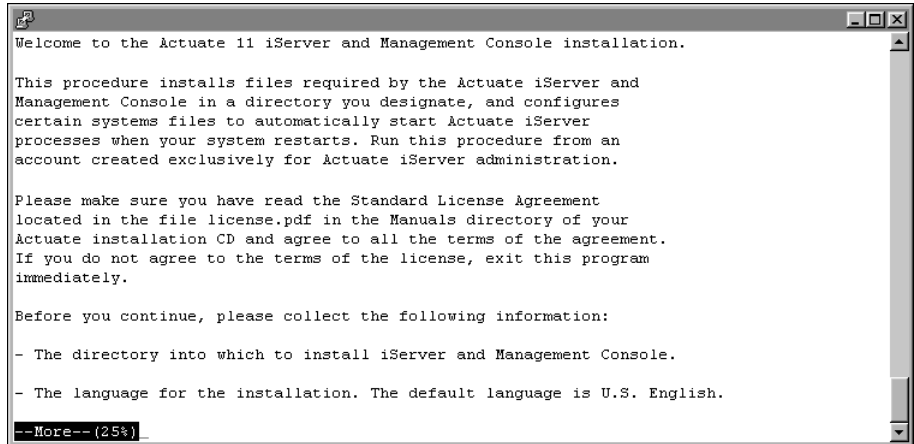 Welcome to the Actuate 11 iServer and Management Console installation.
This procedure installs files required by the Actuate iServer and
Management Console in a directory you designate, and configures
certain systems files to automatically start Actuate iServer
processes when your system restarts. Run this procedure from an
account created exclusively for Actuate iServer administration.
Please make sure you have read the Standard License Agreement
located in the file license.pdf in the Manuals directory of your
Actuate installation CD and agree to all the terms of the agreement.
If you do not agree to the terms of the license, exit this program
immediately.
Before you continue, please collect the following information:
- The directory into which to install iServer and Management Console.
- The language for the installation. The default language is U.S. English.
--More--(25%)_